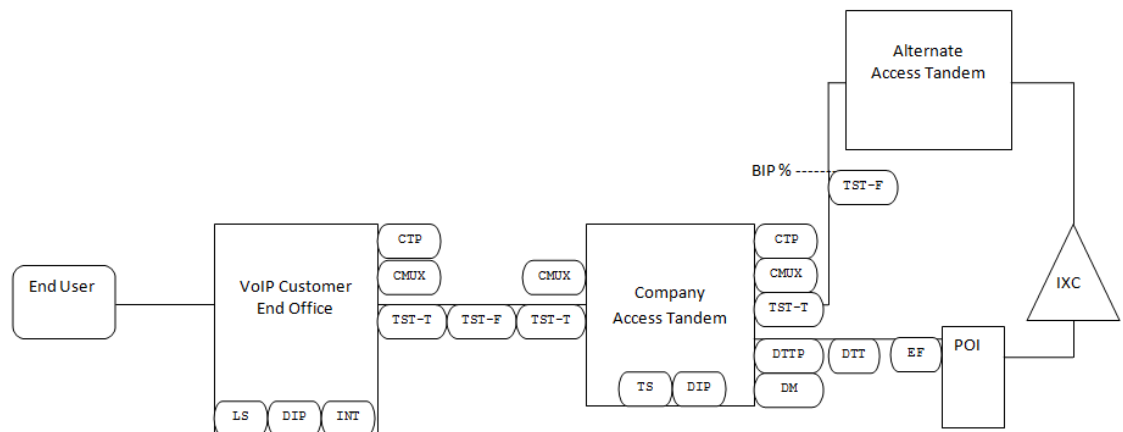 Alternate
Access Tandem
BIP %
TST-F
CTP
CTP
CMUX
CMUX
CMUX
End User
VoIP Customer
End Office
Company
Access Tandem
IXC
TST-T
TST-T
TST-F
TST-T
DTTP
DTT
EF
POI
TS
DIP
DM
LS
DIP
INT